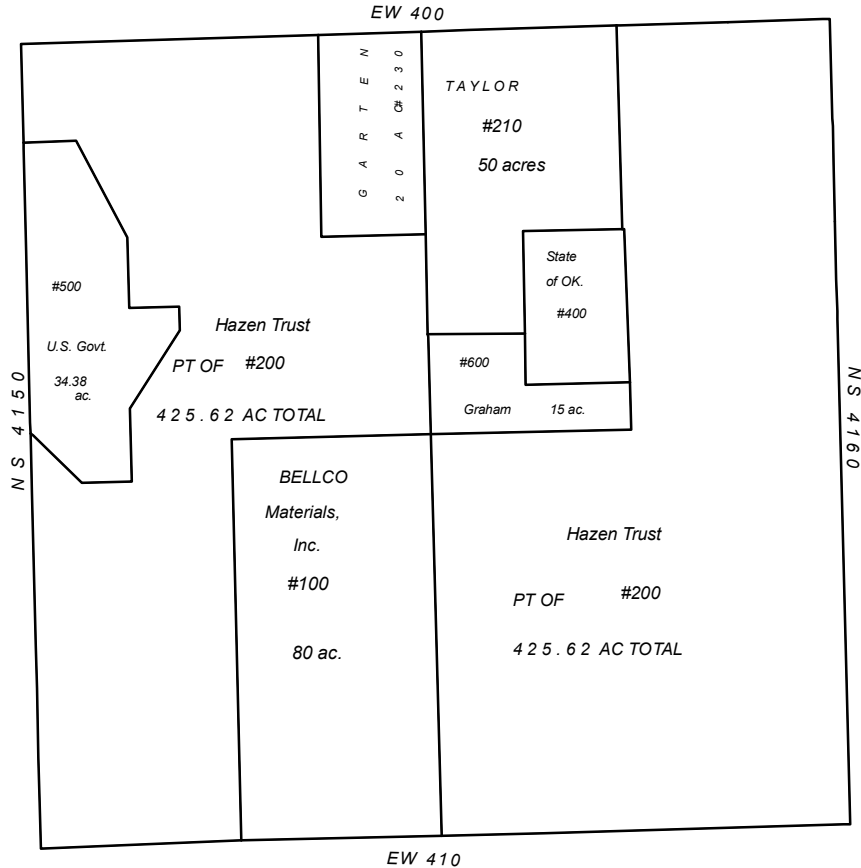 EW 400
GARTEN
20 AC
#230
TAYLOR
#210
50 acres
State
of OK.
#400
#500
U.S. Govt.
34.38
ac.
Hazen Trust
PT OF #200
425.62 AC TOTAL
#600
Graham 15 ac.
NS 4150
NS 4160
BELLCO
Materials,
Inc.
#100
80 ac.
Hazen Trust
PT OF #200
425.62 AC TOTAL
EW 410